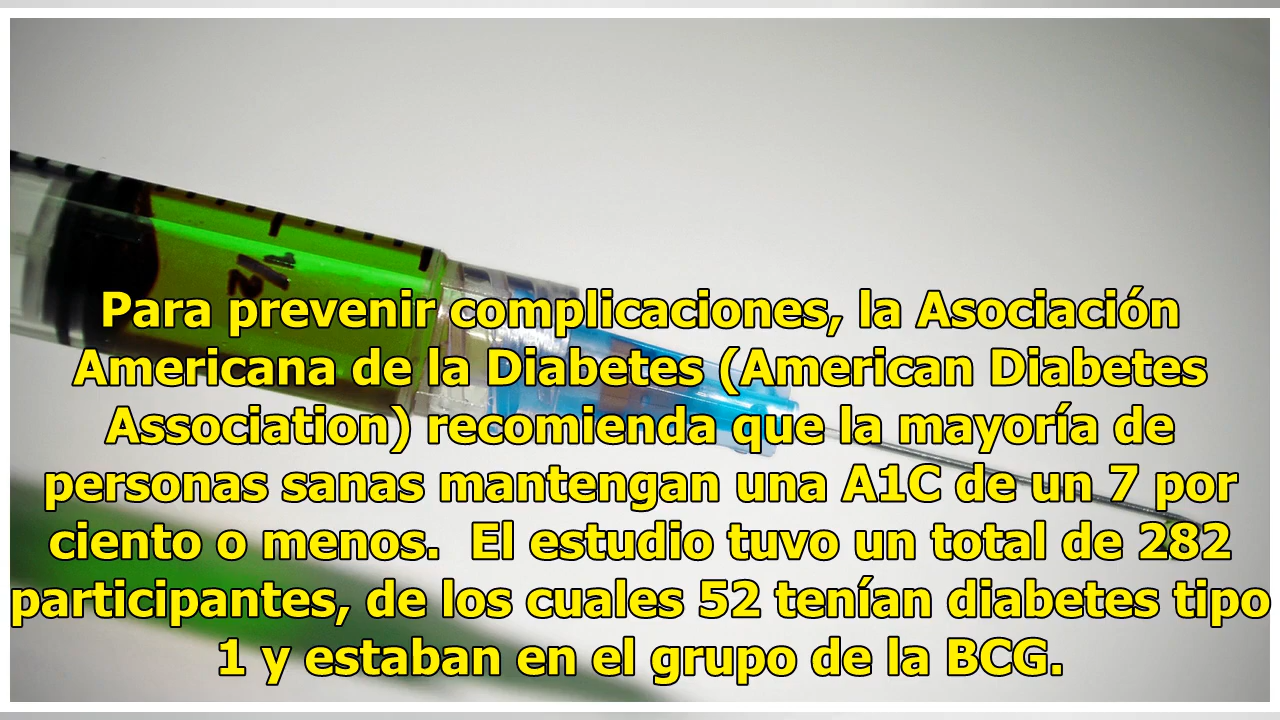 1/2
Para prevenir complicaciones, la Asociación
Americana de la Diabetes (American Diabetes
Association) recomienda que la mayoría de
personas sanas mantengan una A1C de un 7 por
ciento o menos.  El estudio tuvo un total de 282
participantes, de los cuales 52 tenían diabetes tipo
1 y estaban en el grupo de la BCG.